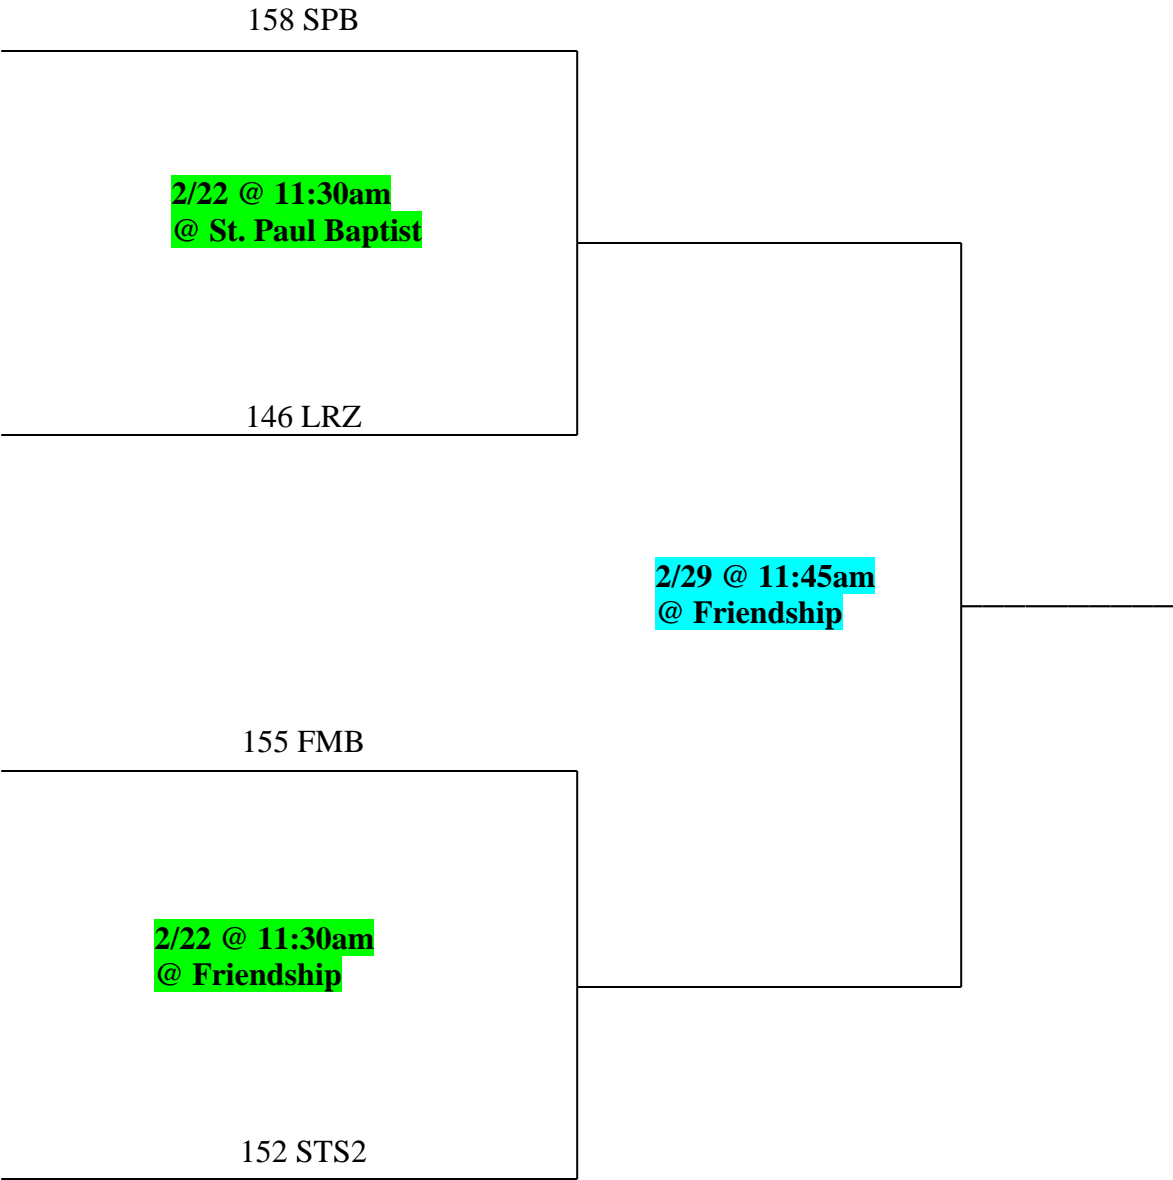 158 SPB
2/22 @ 11:30am
@ St. Paul Baptist
146 LRZ
2/29 @ 11:45am
@ Friendship
155 FMB
2/22 @ 11:30am
@ Friendship
152 STS2